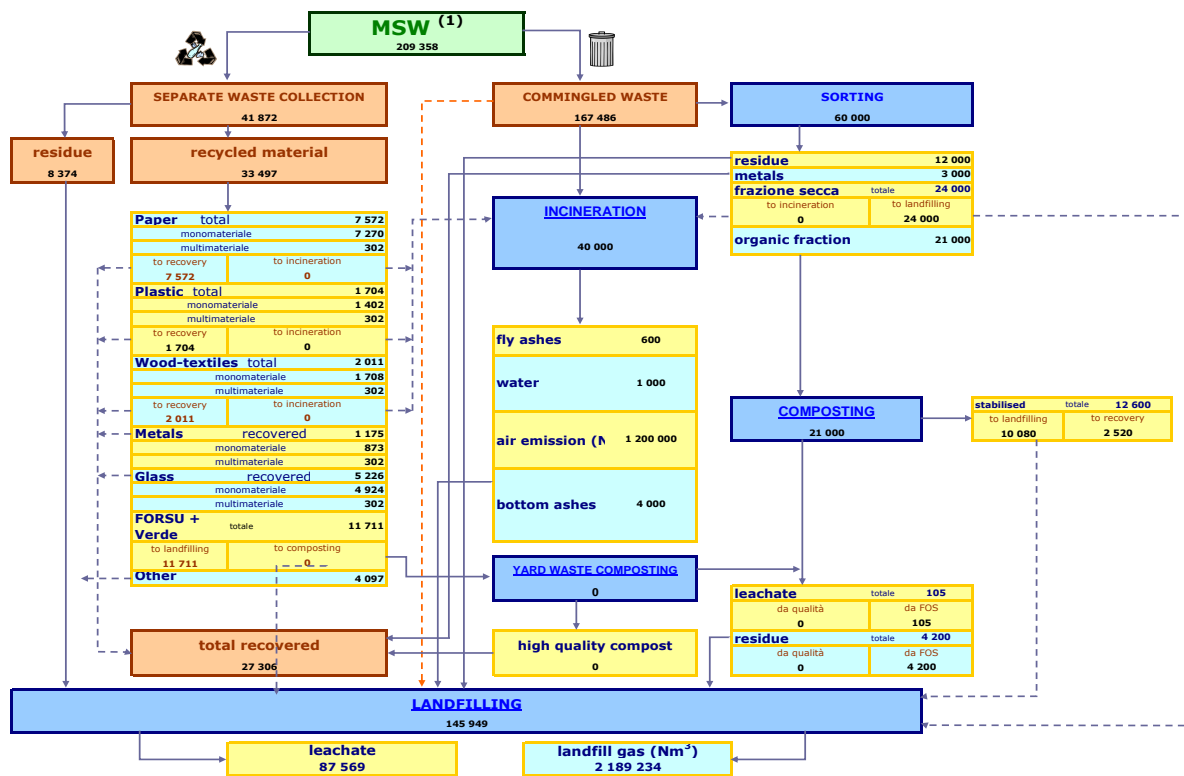 MSW (1)
209 358
SEPARATE WASTE COLLECTION
41 872
COMMINGLED WASTE
167 486
SORTING
60 000
residue
8 374
recycled material
33 497
residue 12 000
metals 3 000
frazione secca totale 24 000
to incineration to landfilling
0 24 000
organic fraction 21 000
INCINERATION
40 000
Paper total 7 572
monomateriale 7 270
multimateriale 302
to recovery to incineration
7 572 0
Plastic total 1 704
monomateriale 1 402
multimateriale 302
to recovery to incineration
1 704 0
Wood-textiles total 2 011
monomateriale 1 708
multimateriale 302
to recovery to incineration
2 011 0
Metals recovered 1 175
monomateriale 873
multimateriale 302
Glass recovered 5 226
monomateriale 4 924
multimateriale 302
FORSU +
Verde totale 11 711
to landfilling to composting
11 711 0
Other 4 097
fly ashes 600
water 1 000
air emission (N 1 200 000
bottom ashes 4 000
COMPOSTING
21 000
stabilised totale 12 600
to landfilling to recovery
10 080 2 520
YARD WASTE COMPOSTING
0
leachate totale 105
da qualità da FOS
0 105
residue totale 4 200
da qualità da FOS
0 4 200
total recovered
27 306
high quality compost
0
LANDFILLING
145 949
leachate
87 569
landfill gas (Nm³)
2 189 234